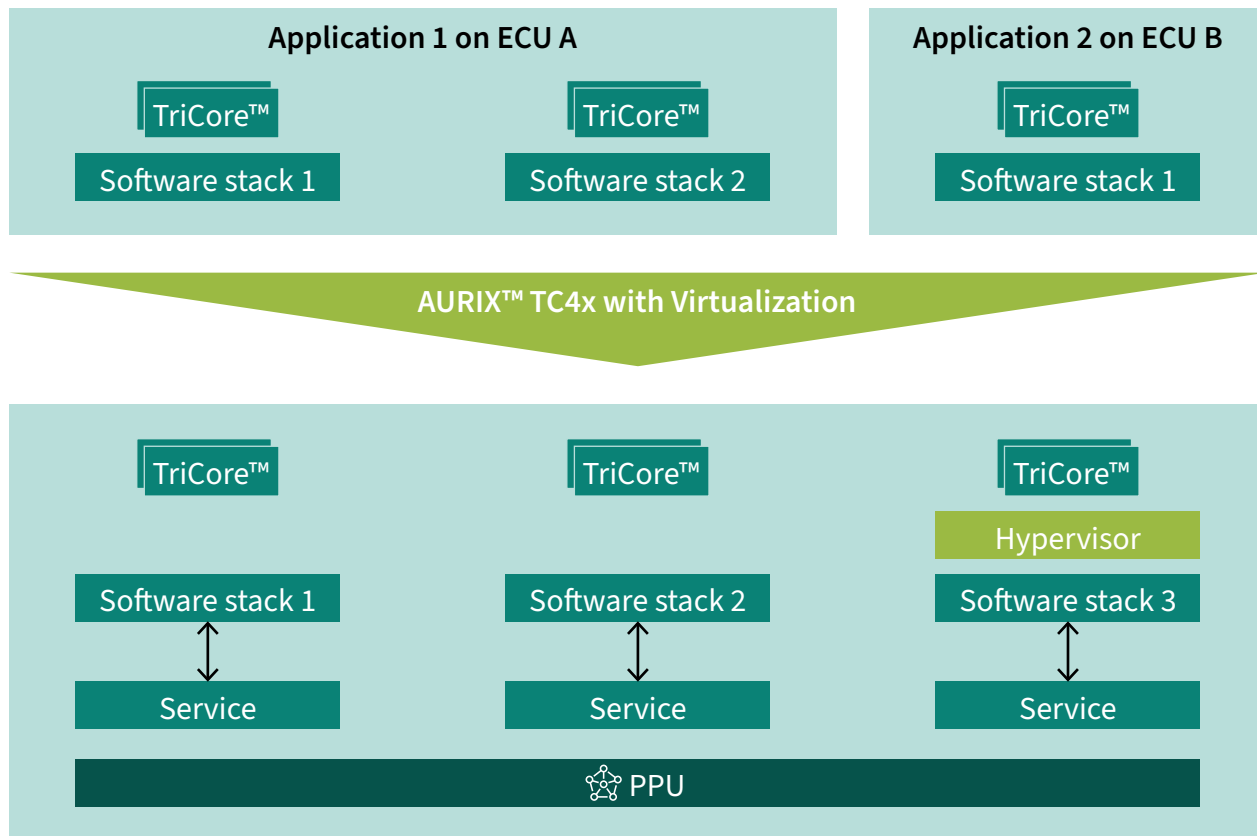 Application 1 on ECU A
Application 2 on ECU B
TriCore™
TriCore™
TriCore™
Software stack 1
Software stack 2
Software stack 1
AURIX™ TC4x with Virtualization
TriCore™
TriCore™
TriCore™
Hypervisor
Software stack 1
Software stack 2
Software stack 3
Service
Service
Service
PPU